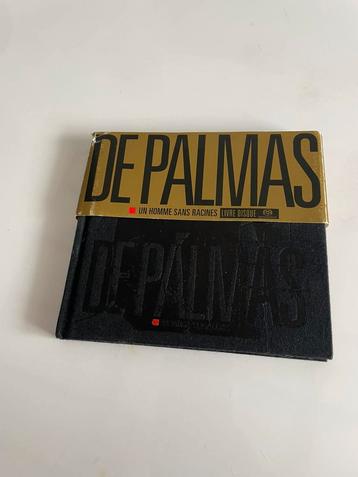 DE PALMAS
UN HOMME SANS RACINES LIVRE DISQUE
DE PALMAS